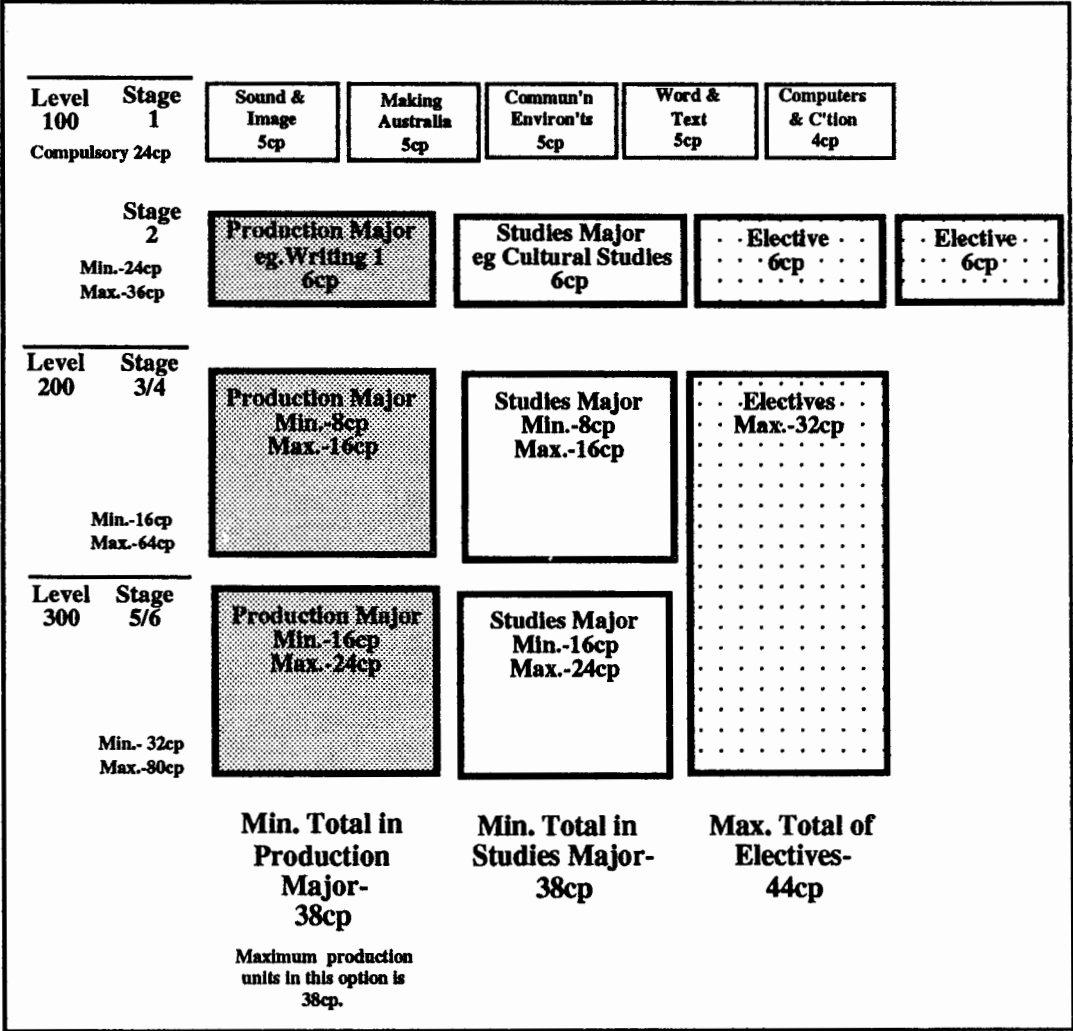 Level Stage
100 1
Compulsory 24cp
Sound &
Image
5cp
Making
Australia
5cp
Commun'n
Environ'ts
5cp
Word &
Text
5cp
Computers
& C'tion
4cp
Stage
2
Min.-24cp
Max.-36cp
Production Major
eg.Writing 1
6cp
Studies Major
eg Cultural Studies
6cp
Elective
6cp
Elective
6cp
Level Stage
200 3/4
Min.-16cp
Max.-64cp
Production Major
Min.-8cp
Max.-16cp
Studies Major
Min.-8cp
Max.-16cp
Electives
Max.-32cp
Level Stage
300 5/6
Min.- 32cp
Max.-80cp
Production Major
Min.-16cp
Max.-24cp
Studies Major
Min.-16cp
Max.-24cp
Min. Total in
Production
Major-
38cp
Maximum production
units in this option is
38cp.
Min. Total in
Studies Major-
38cp
Max. Total of
Electives-
44cp